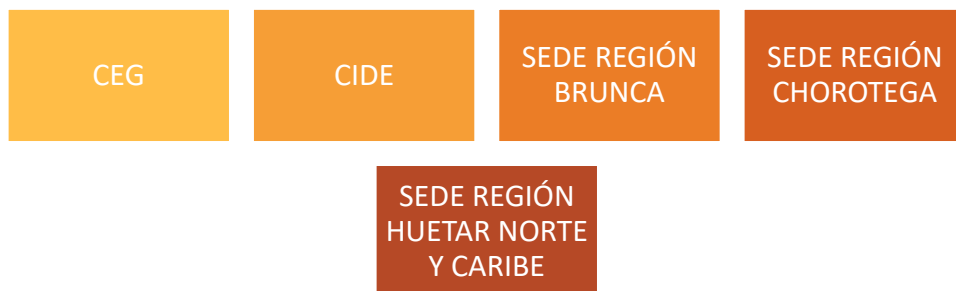 CEG
CIDE
SEDE REGIÓN
BRUNCA
SEDE REGIÓN
CHOROTEGA
SEDE REGIÓN
HUETAR NORTE
Y CARIBE